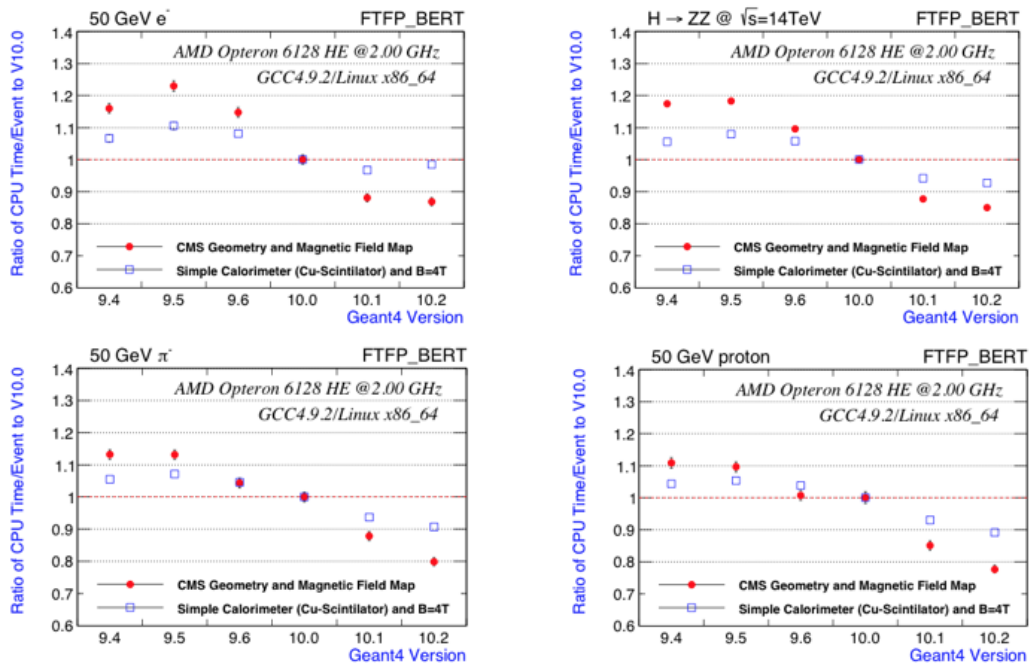 50 GeV e⁻ FTFP_BERT
AMD Opteron 6128 HE @2.00 GHz
GCC4.9.2/Linux x86_64
Ratio of CPU Time/Event to V10.0
1.4
1.3
1.2
1.1
1
0.9
0.8
0.7
0.6
CMS Geometry and Magnetic Field Map
Simple Calorimeter (Cu-Scintilator) and B=4T
9.4 9.5 9.6 10.0 10.1 10.2
Geant4 Version
H → ZZ @ √s=14TeV FTFP_BERT
AMD Opteron 6128 HE @2.00 GHz
GCC4.9.2/Linux x86_64
Ratio of CPU Time/Event to V10.0
1.4
1.3
1.2
1.1
1
0.9
0.8
0.7
0.6
CMS Geometry and Magnetic Field Map
Simple Calorimeter (Cu-Scintilator) and B=4T
9.4 9.5 9.6 10.0 10.1 10.2
Geant4 Version
50 GeV π⁻ FTFP_BERT
AMD Opteron 6128 HE @2.00 GHz
GCC4.9.2/Linux x86_64
Ratio of CPU Time/Event to V10.0
1.4
1.3
1.2
1.1
1
0.9
0.8
0.7
0.6
CMS Geometry and Magnetic Field Map
Simple Calorimeter (Cu-Scintilator) and B=4T
9.4 9.5 9.6 10.0 10.1 10.2
Geant4 Version
50 GeV proton FTFP_BERT
AMD Opteron 6128 HE @2.00 GHz
GCC4.9.2/Linux x86_64
Ratio of CPU Time/Event to V10.0
1.4
1.3
1.2
1.1
1
0.9
0.8
0.7
0.6
CMS Geometry and Magnetic Field Map
Simple Calorimeter (Cu-Scintilator) and B=4T
9.4 9.5 9.6 10.0 10.1 10.2
Geant4 Version